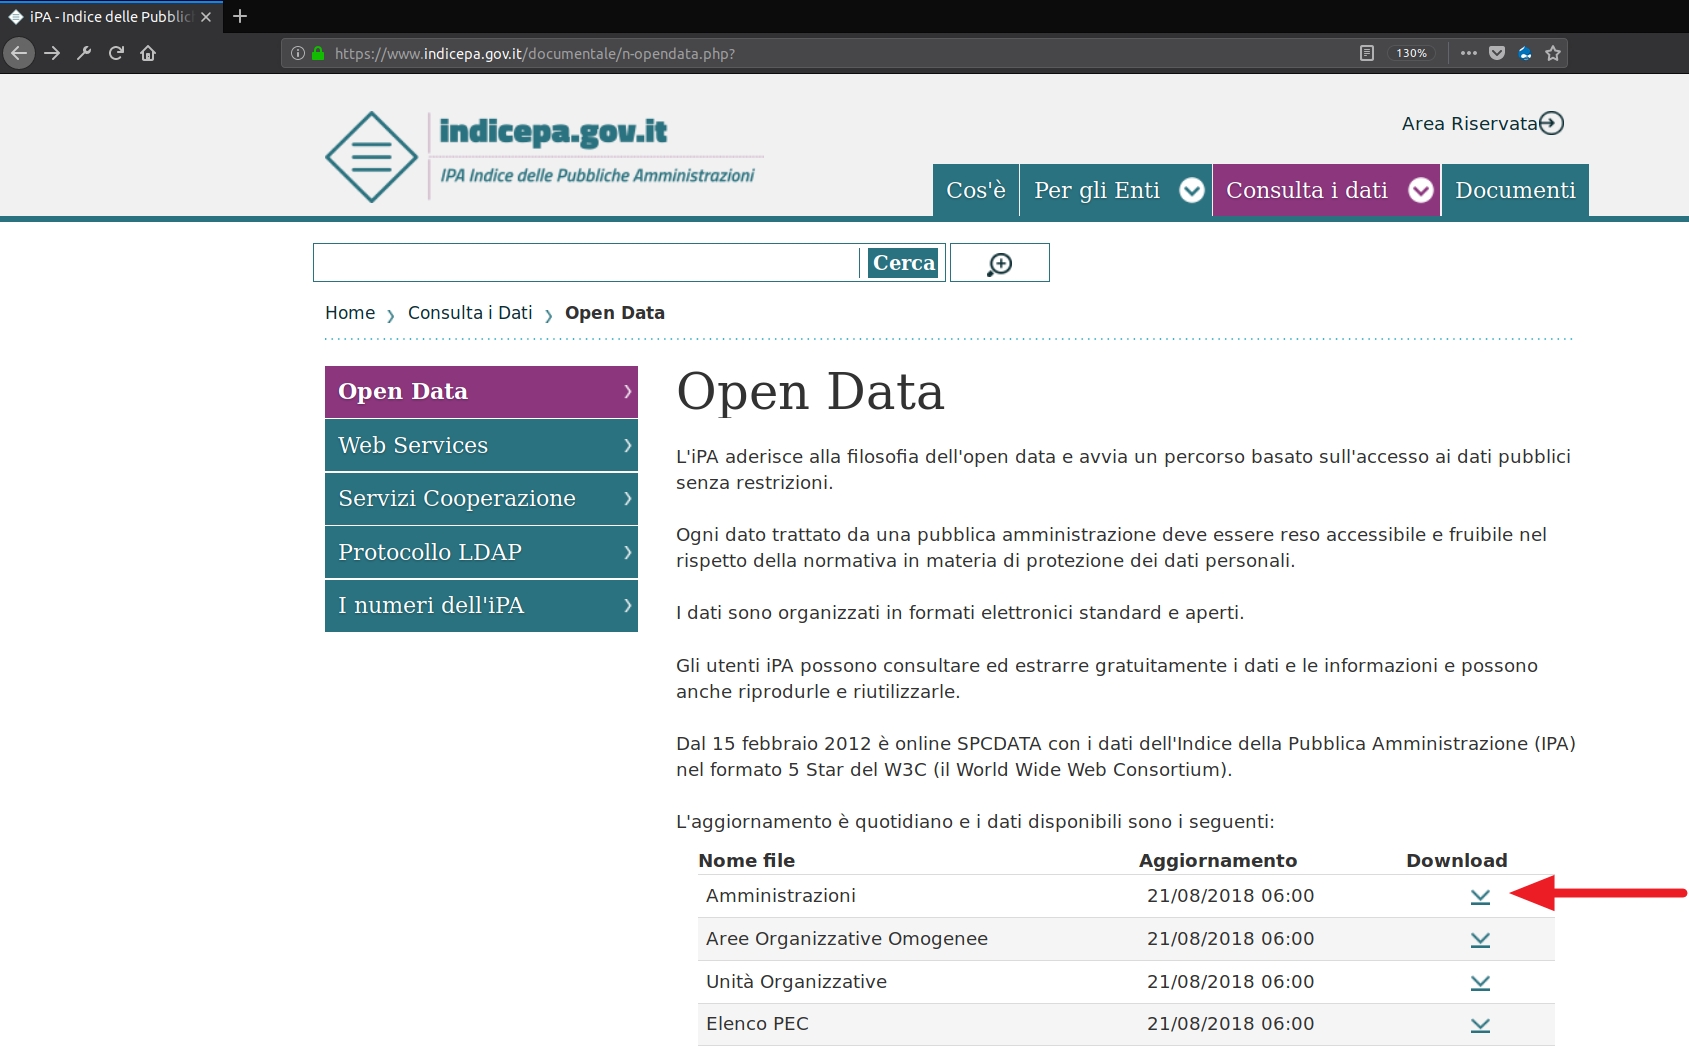 iPA - Indice delle Pubblic
https://www.indicepa.gov.it/documentale/n-opendata.php?
130%
indicepa.gov.it
IPA Indice delle Pubbliche Amministrazioni
Area Riservata
Cos'è
Per gli Enti
Consulta i dati
Documenti
Cerca
Home › Consulta i Dati › Open Data
Open Data
Web Services
Servizi Cooperazione
Protocollo LDAP
I numeri dell'iPA
Open Data
L'iPA aderisce alla filosofia dell'open data e avvia un percorso basato sull'accesso ai dati pubblici
senza restrizioni.
Ogni dato trattato da una pubblica amministrazione deve essere reso accessibile e fruibile nel
rispetto della normativa in materia di protezione dei dati personali.
I dati sono organizzati in formati elettronici standard e aperti.
Gli utenti iPA possono consultare ed estrarre gratuitamente i dati e le informazioni e possono
anche riprodurle e riutilizzarle.
Dal 15 febbraio 2012 è online SPCDATA con i dati dell'Indice della Pubblica Amministrazione (IPA)
nel formato 5 Star del W3C (il World Wide Web Consortium).
L'aggiornamento è quotidiano e i dati disponibili sono i seguenti:
Nome file Aggiornamento Download
Amministrazioni 21/08/2018 06:00
Aree Organizzative Omogenee 21/08/2018 06:00
Unità Organizzative 21/08/2018 06:00
Elenco PEC 21/08/2018 06:00